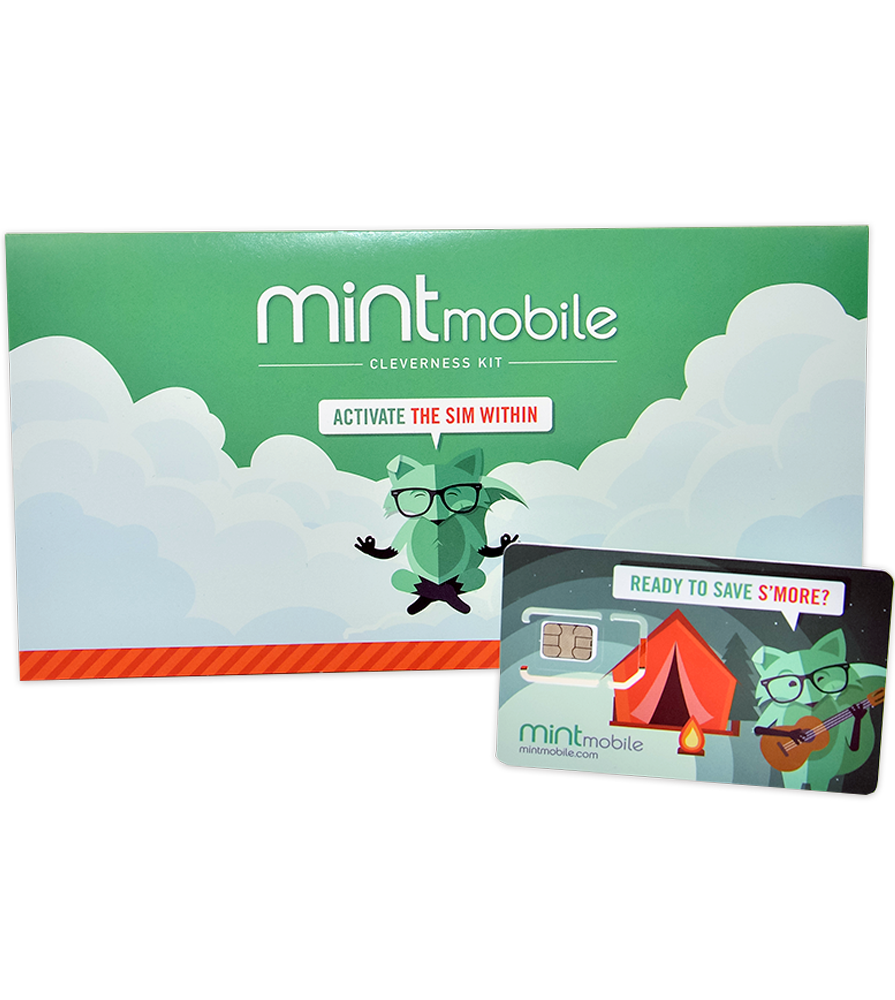 mintmobile
CLEVERNESS KIT
ACTIVATE THE SIM WITHIN
READY TO SAVE S'MORE?
mintmobile
mintmobile.com